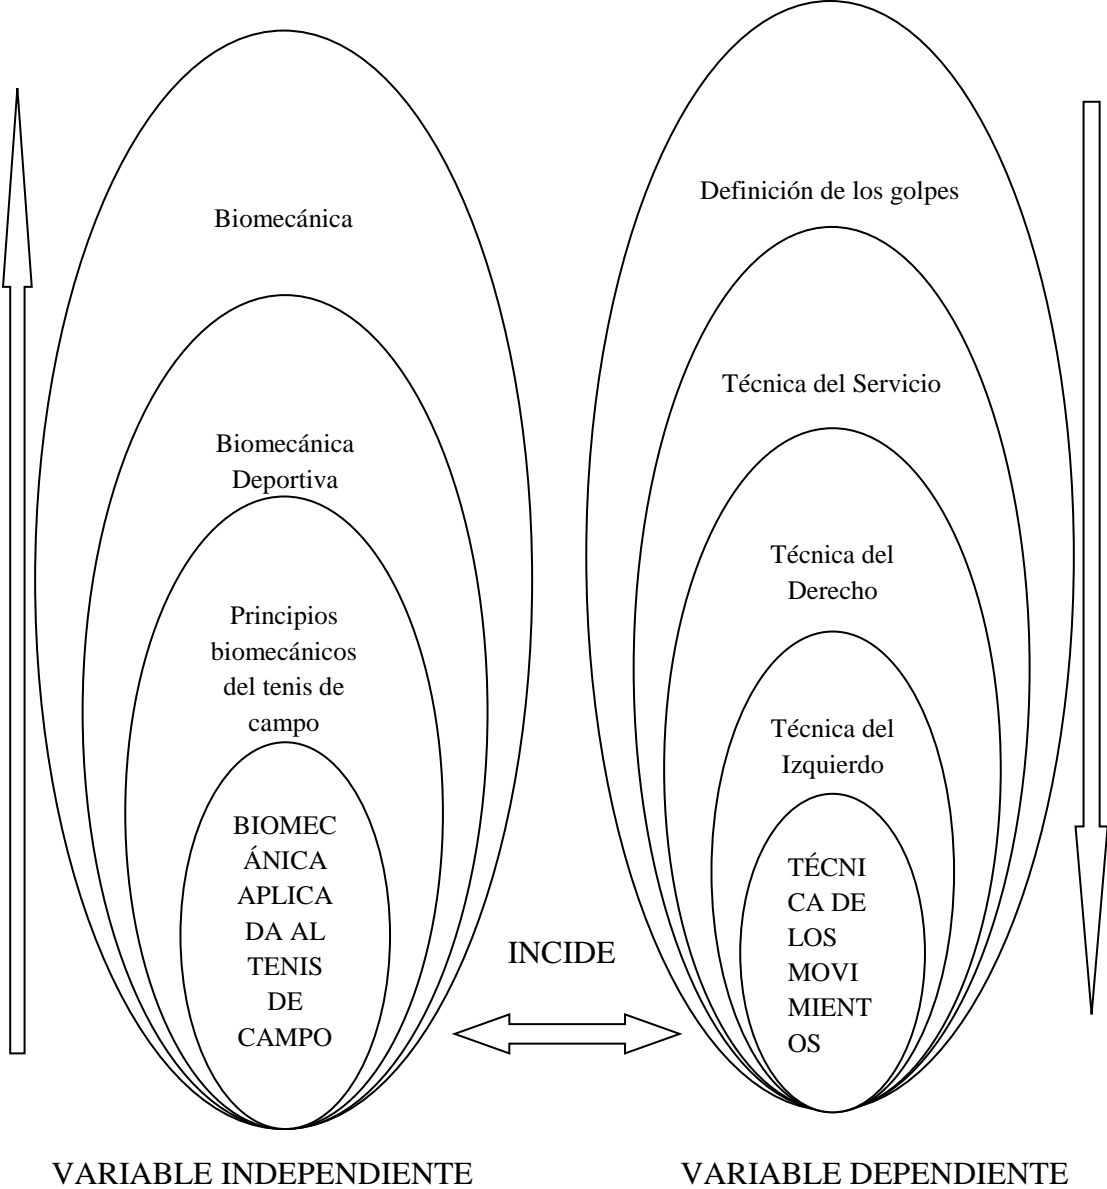 Biomecánica
Biomecánica
Deportiva
Principios
biomecánicos
del tenis de
campo
BIOMEC
ÁNICA
APLICA
DA AL
TENIS
DE
CAMPO
INCIDE
Definición de los golpes
Técnica del Servicio
Técnica del
Derecho
Técnica del
Izquierdo
TÉCNI
CA DE
LOS
MOVI
MIENT
OS
VARIABLE INDEPENDIENTE
VARIABLE DEPENDIENTE